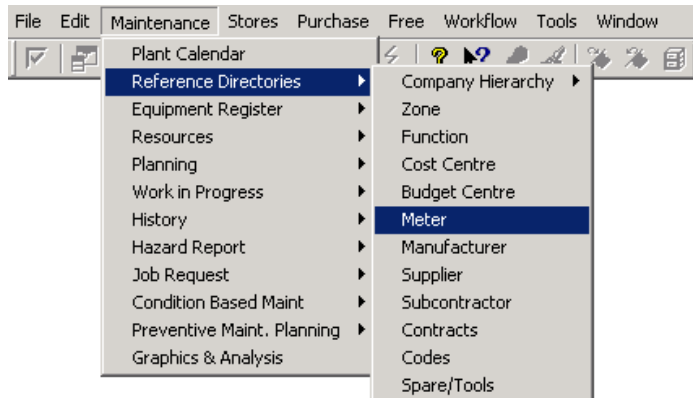 File Edit Maintenance Stores Purchase Free Workflow Tools Window
Plant Calendar
Reference Directories
Equipment Register
Resources
Planning
Work in Progress
History
Hazard Report
Job Request
Condition Based Maint
Preventive Maint. Planning
Graphics & Analysis
Company Hierarchy
Zone
Function
Cost Centre
Budget Centre
Meter
Manufacturer
Supplier
Subcontractor
Contracts
Codes
Spare/Tools